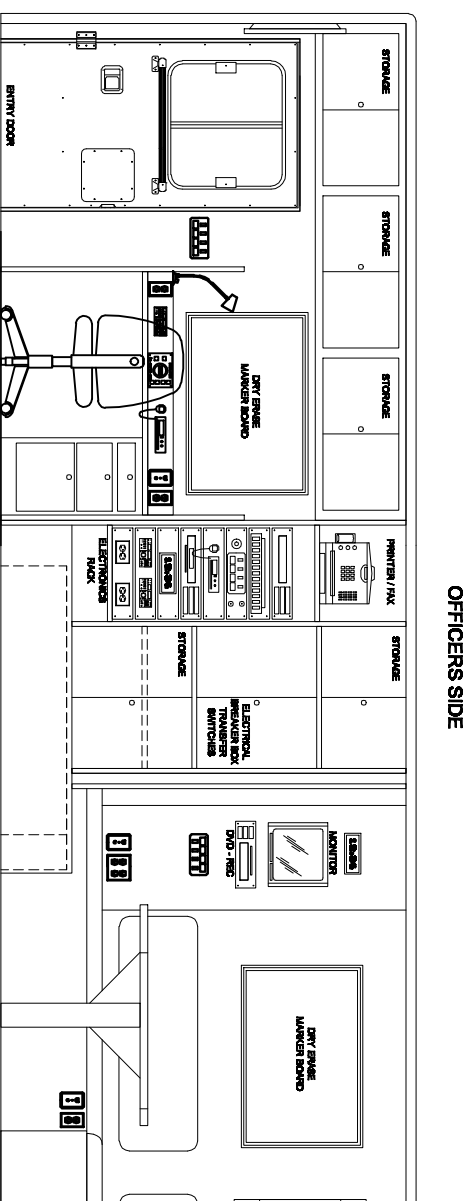 STORAGE
STORAGE
STORAGE
ENTRY DOOR
DRY ERASE
MARKER BOARD
PRINTER / FAX
ELECTRONICS
RACK
STORAGE
STORAGE
ELECTRICAL
BREAKER BOX
TRANSFER
SWITCHES
MONITOR
DVD - REC
DRY ERASE
MARKER BOARD
OFFICERS SIDE